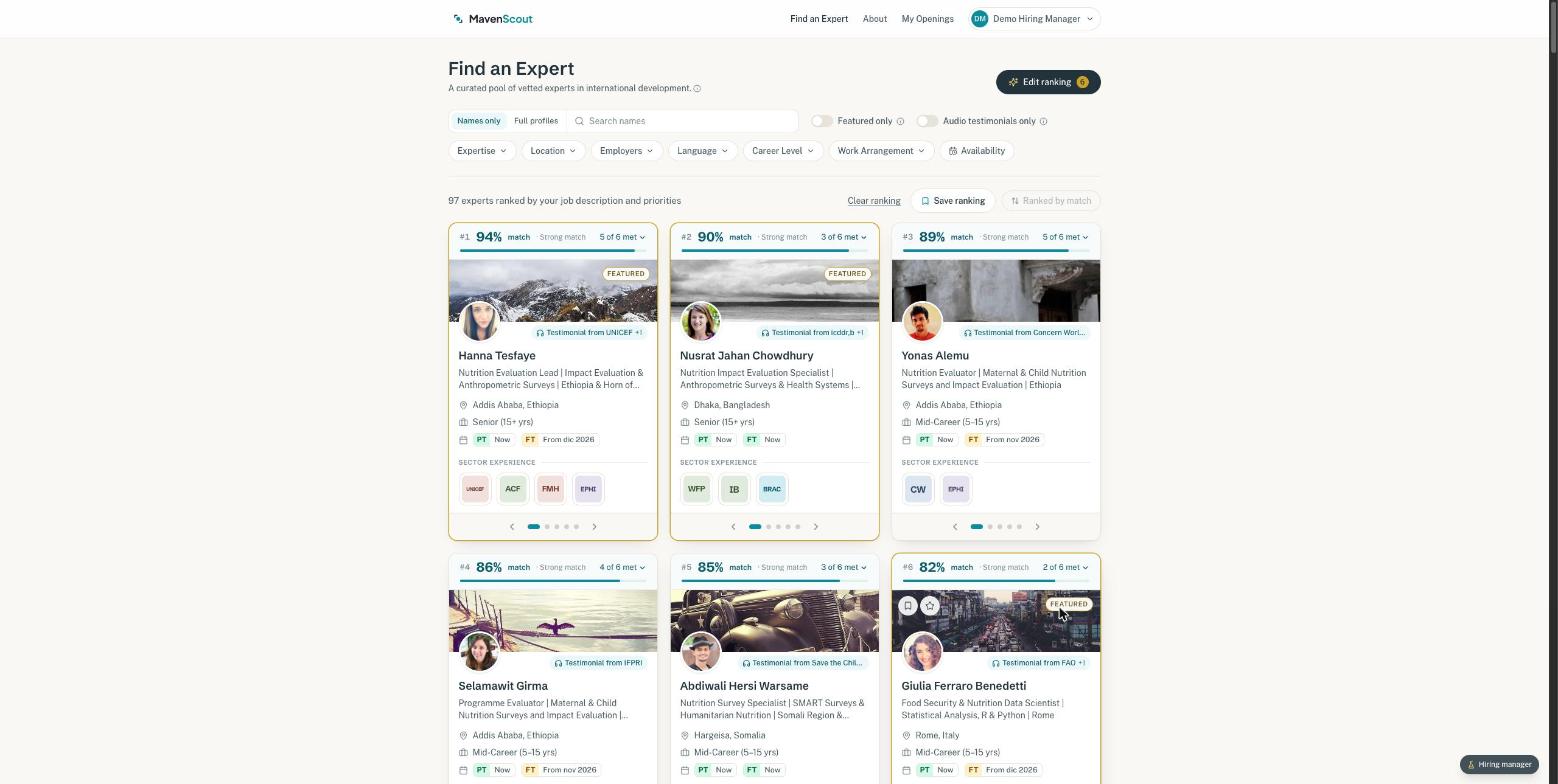 MavenScout
Find an Expert
About
My Openings
DM
Demo Hiring Manager
Find an Expert
A curated pool of vetted experts in international development.
Edit ranking 6
Names only
Full profiles
Search names
Featured only
Audio testimonials only
Expertise
Location
Employers
Language
Career Level
Work Arrangement
Availability
97 experts ranked by your job description and priorities
Clear ranking
Save ranking
Ranked by match
#1 94% match · Strong match 5 of 6 met
FEATURED
Testimonial from UNICEF +1
Hanna Tesfaye
Nutrition Evaluation Lead | Impact Evaluation &
Anthropometric Surveys | Ethiopia & Horn of...
Addis Ababa, Ethiopia
Senior (15+ yrs)
PT Now FT From dic 2026
SECTOR EXPERIENCE
UNICEF ACF FMH EPHI
#2 90% match · Strong match 3 of 6 met
FEATURED
Testimonial from icddr,b +1
Nusrat Jahan Chowdhury
Nutrition Impact Evaluation Specialist |
Anthropometric Surveys & Health Systems |...
Dhaka, Bangladesh
Senior (15+ yrs)
PT Now FT Now
SECTOR EXPERIENCE
WFP IB BRAC
#3 89% match · Strong match 5 of 6 met
Testimonial from Concern Worl...
Yonas Alemu
Nutrition Evaluator | Maternal & Child Nutrition
Surveys and Impact Evaluation | Ethiopia
Addis Ababa, Ethiopia
Mid-Career (5–15 yrs)
PT Now FT From nov 2026
SECTOR EXPERIENCE
CW EPHI
#4 86% match · Strong match 4 of 6 met
Testimonial from IFPRI
Selamawit Girma
Programme Evaluator | Maternal & Child
Nutrition Surveys and Impact Evaluation |...
Addis Ababa, Ethiopia
Mid-Career (5–15 yrs)
PT Now FT From nov 2026
#5 85% match · Strong match 3 of 6 met
Testimonial from Save the Chil...
Abdiwali Hersi Warsame
Nutrition Survey Specialist | SMART Surveys &
Humanitarian Nutrition | Somali Region &...
Hargeisa, Somalia
Mid-Career (5–15 yrs)
PT Now FT Now
#6 82% match · Strong match 2 of 6 met
FEATURED
Testimonial from FAO +1
Giulia Ferraro Benedetti
Food Security & Nutrition Data Scientist |
Statistical Analysis, R & Python | Rome
Rome, Italy
Mid-Career (5–15 yrs)
PT Now FT From dic 2026
Hiring manager